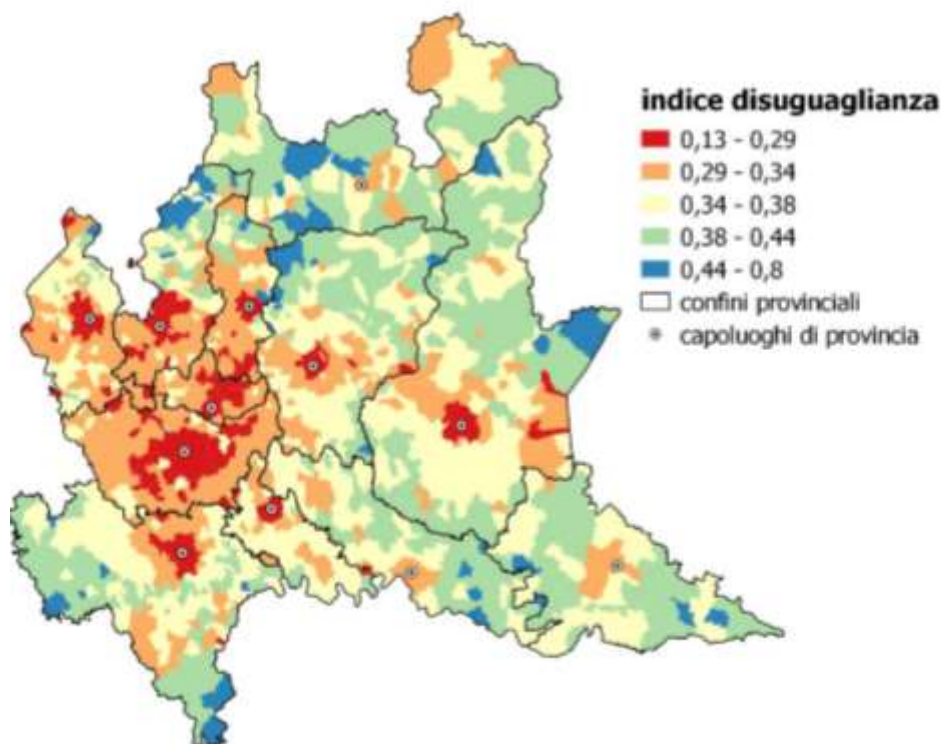 indice disuguaglianza
0,13 - 0,29
0,29 - 0,34
0,34 - 0,38
0,38 - 0,44
0,44 - 0,8
confini provinciali
capoluoghi di provincia